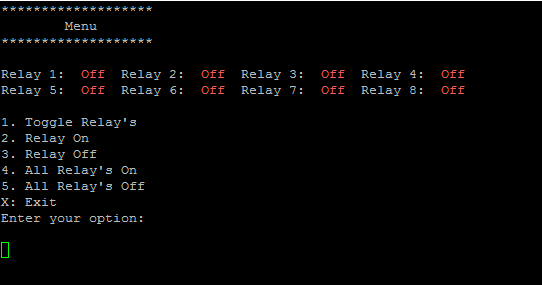 *******************
        Menu
*******************
Relay 1:  Off  Relay 2:  Off  Relay 3:  Off  Relay 4:  Off
Relay 5:  Off  Relay 6:  Off  Relay 7:  Off  Relay 8:  Off
1. Toggle Relay's
2. Relay On
3. Relay Off
4. All Relay's On
5. All Relay's Off
X: Exit
Enter your option: